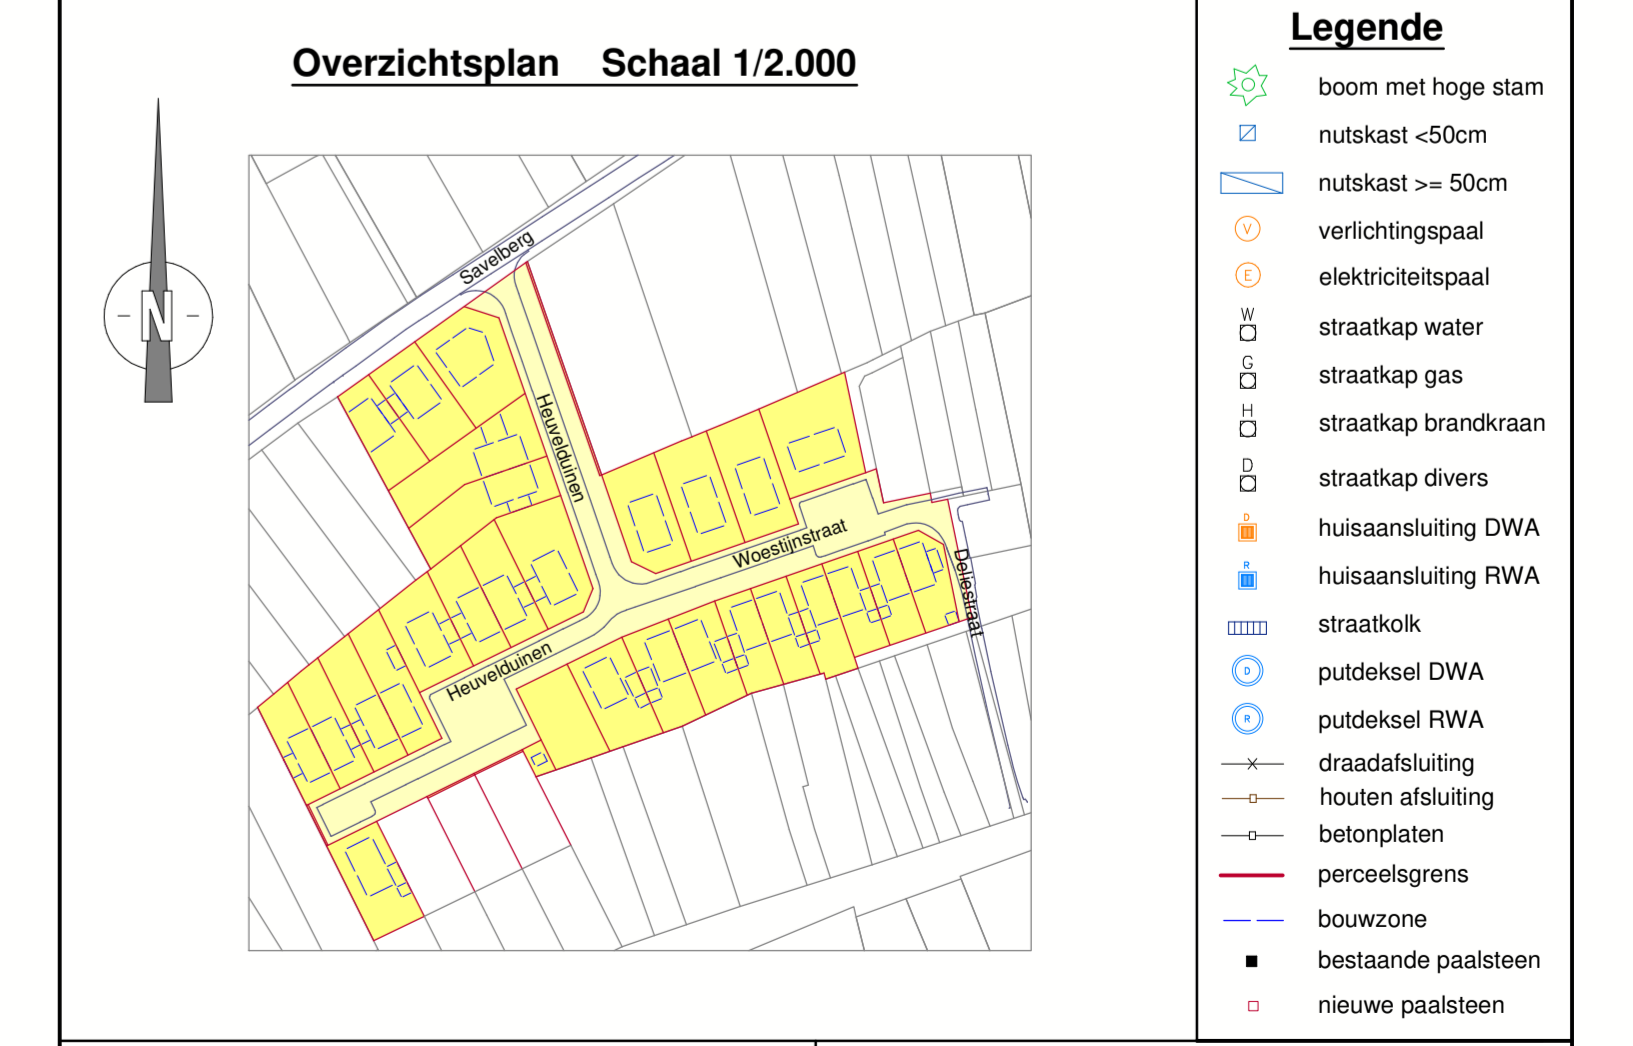 Overzichtsplan Schaal 1/2.000
N
Savelberg
Heuvelduinen
Woestijnstraat
Deliestraat
Heuvelduinen
Legende
boom met hoge stam
nutskast <50cm
nutskast >= 50cm
V verlichtingspaal
E elektriciteitspaal
W straatkap water
G straatkap gas
H straatkap brandkraan
D straatkap divers
D huisaansluiting DWA
R huisaansluiting RWA
straatkolk
D putdeksel DWA
R putdeksel RWA
draadafsluiting
houten afsluiting
betonplaten
perceelsgrens
bouwzone
bestaande paalsteen
nieuwe paalsteen